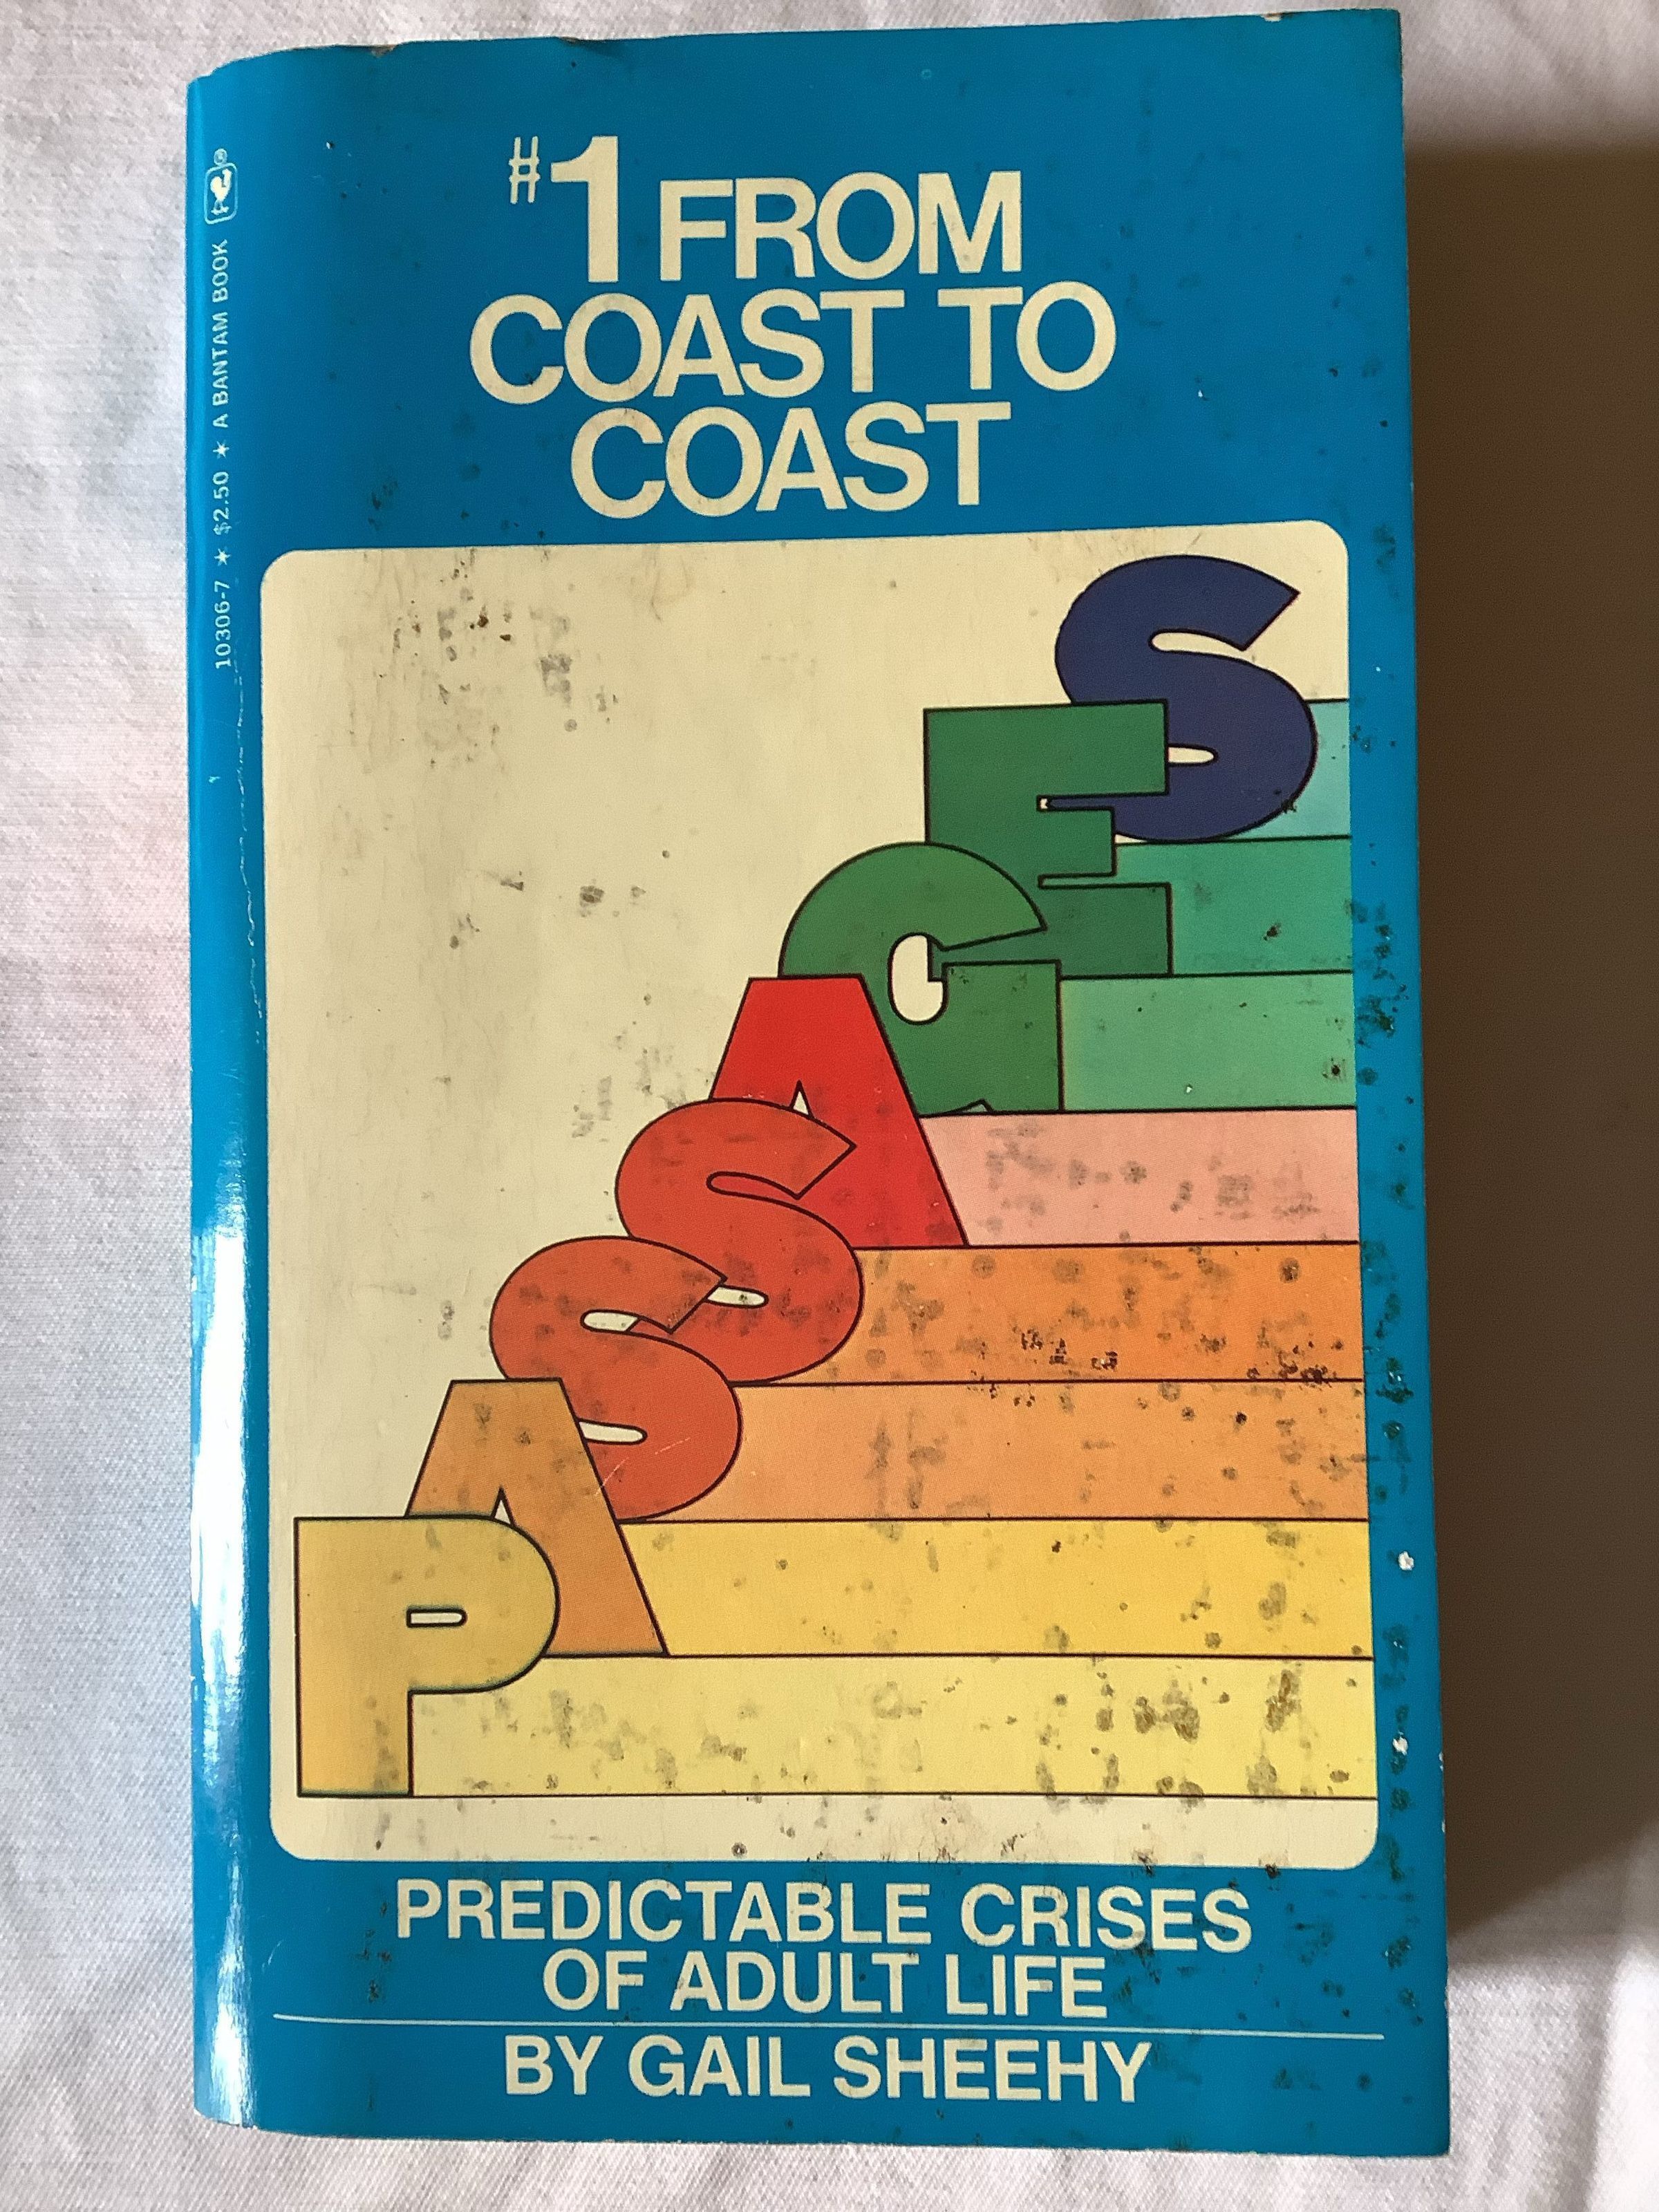 #1 FROM
COAST TO
COAST
PASSAGES
PREDICTABLE CRISES
OF ADULT LIFE
BY GAIL SHEEHY
10306-7 ★ $2.50 ★ A BANTAM BOOK ®